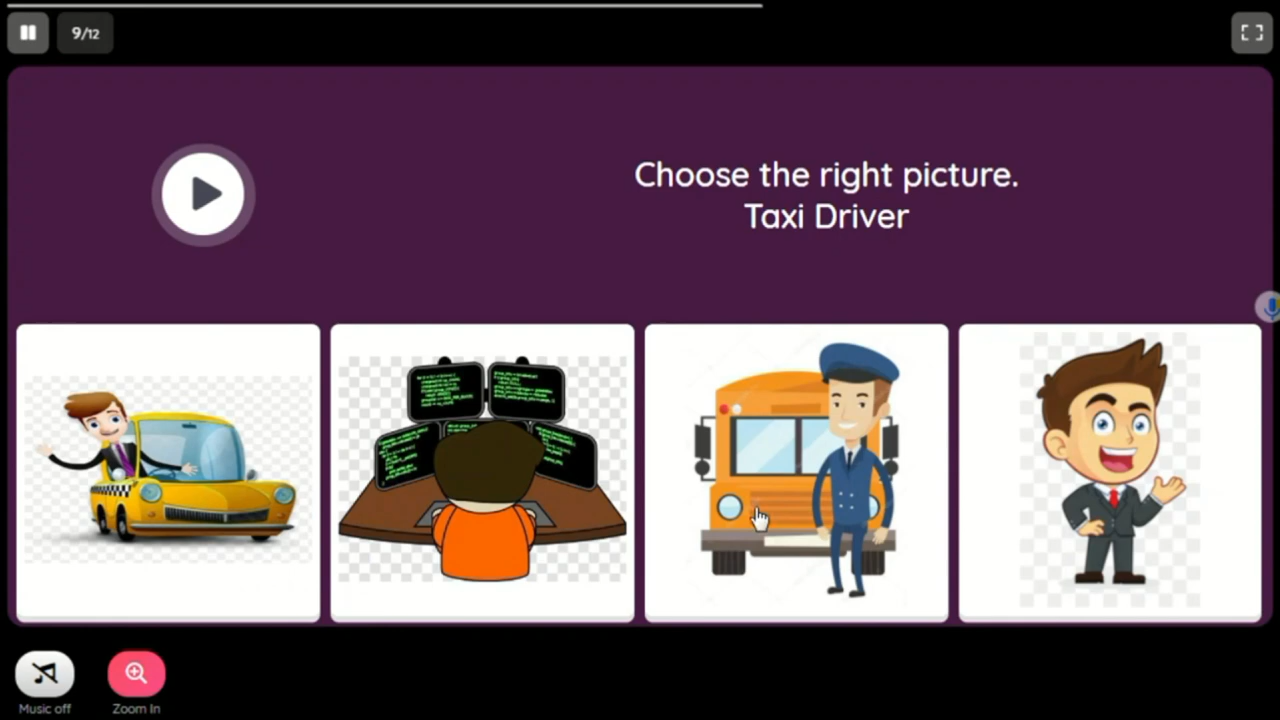 9/12
Choose the right picture.
Taxi Driver
Music off
Zoom In